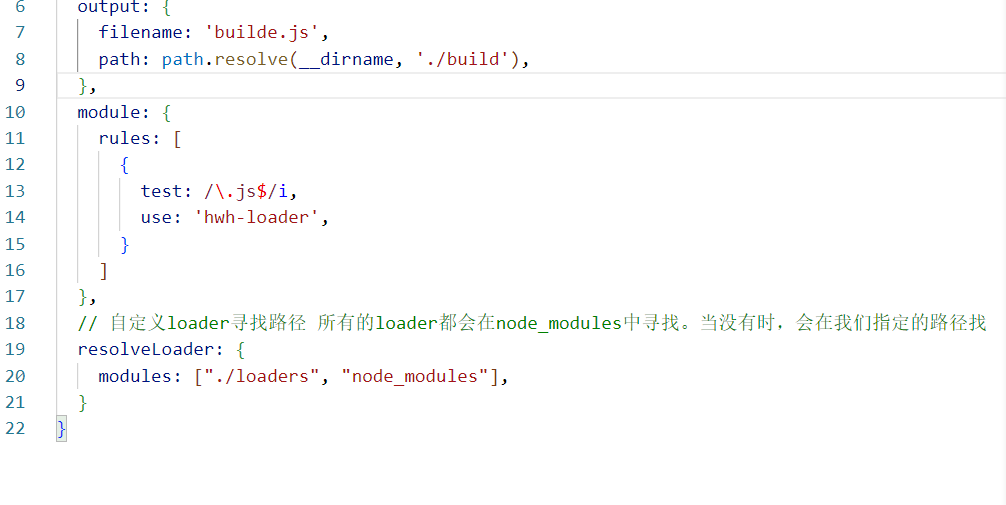 6 output: {
7 filename: 'builde.js',
8 path: path.resolve(__dirname, './build'),
9 },
10 module: {
11 rules: [
12 {
13 test: /\.js$/i,
14 use: 'hwh-loader',
15 }
16 ]
17 },
18 // 自定义loader寻找路径 所有的loader都会在node_modules中寻找。当没有时，会在我们指定的路径找
19 resolveLoader: {
20 modules: ["./loaders", "node_modules"],
21 }
22 }